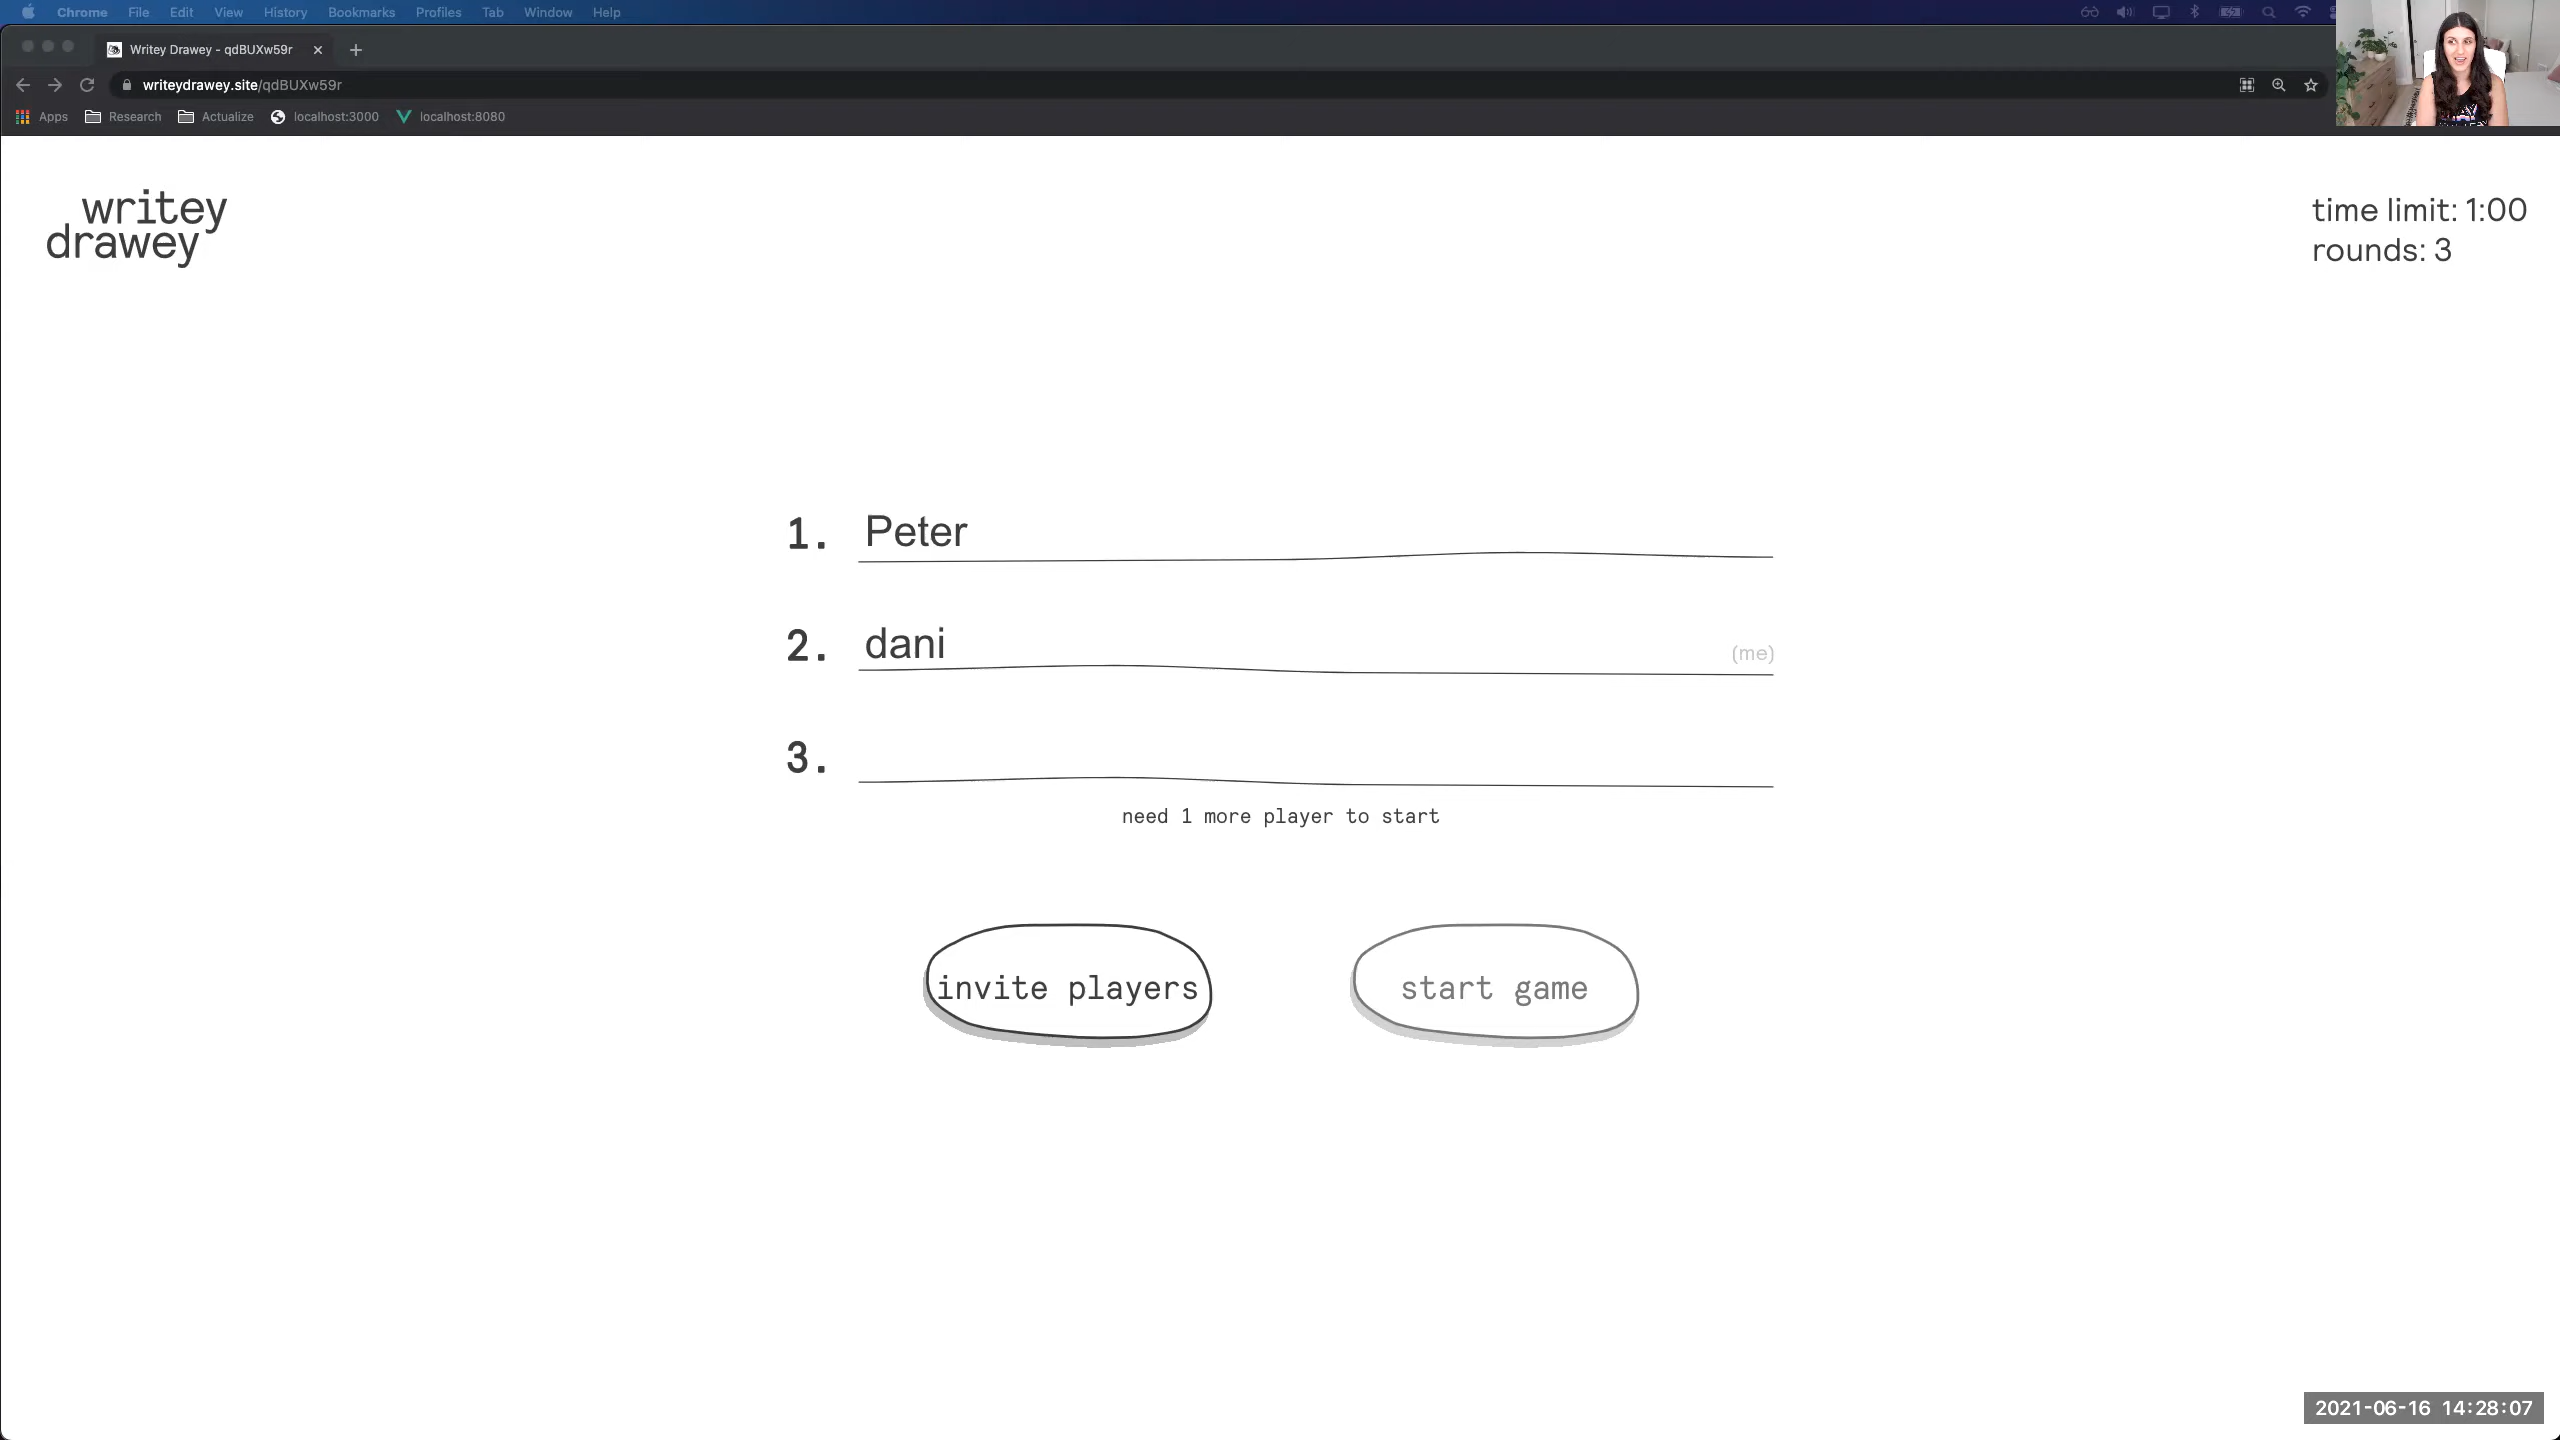 Chrome File Edit View History Bookmarks Profiles Tab Window Help
Writey Drawey - qdBUXw59r
writeydrawey.site/qdBUXw59r
Apps Research Actualize localhost:3000 localhost:8080
writey
drawey
time limit: 1:00
rounds: 3
1. Peter
2. dani (me)
3.
need 1 more player to start
invite players start game
2021-06-16 14:28:07